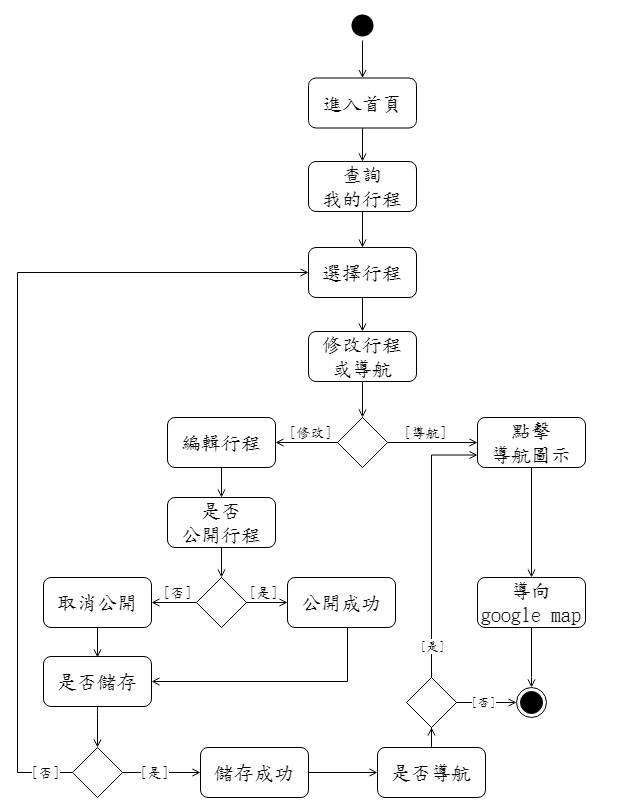 進入首頁
查詢
我的行程
選擇行程
修改行程
或導航
[修改]
[導航]
編輯行程
點擊
導航圖示
是否
公開行程
[否]
[是]
取消公開
公開成功
導向
google map
[是]
是否儲存
[否]
[否]
[是]
儲存成功
是否導航